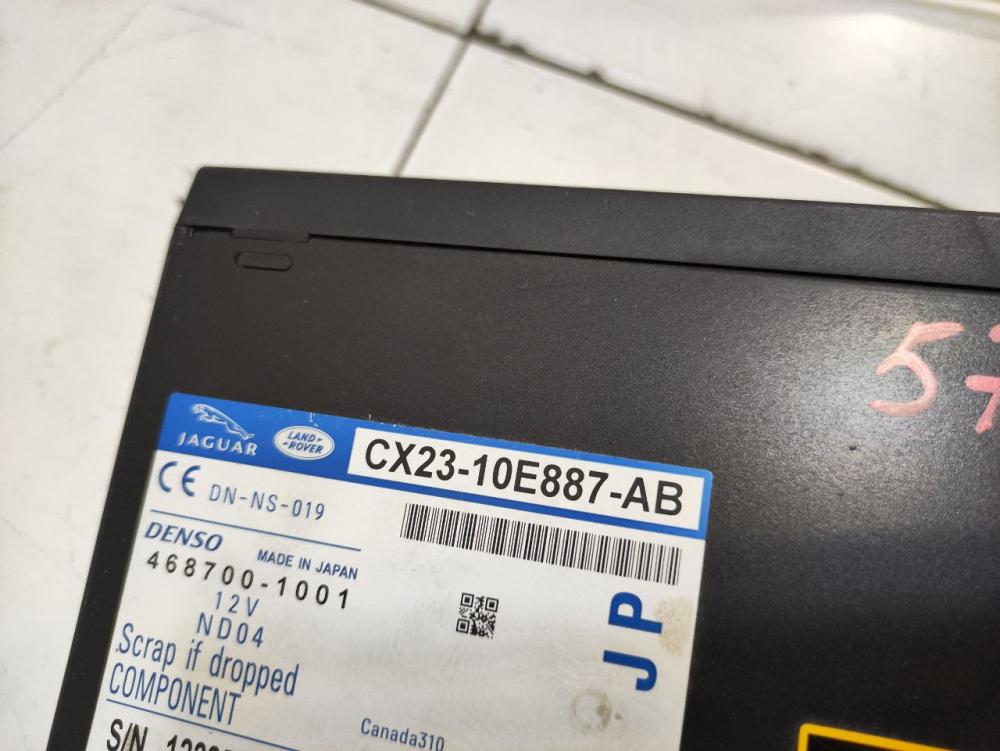 57
JAGUAR
LAND-
-ROVER
CX23-10E887-AB
CE DN-NS-019
DENSO MADE IN JAPAN
468700-1001
12V
ND04
JP
Scrap if dropped
COMPONENT
Canada310
S/N